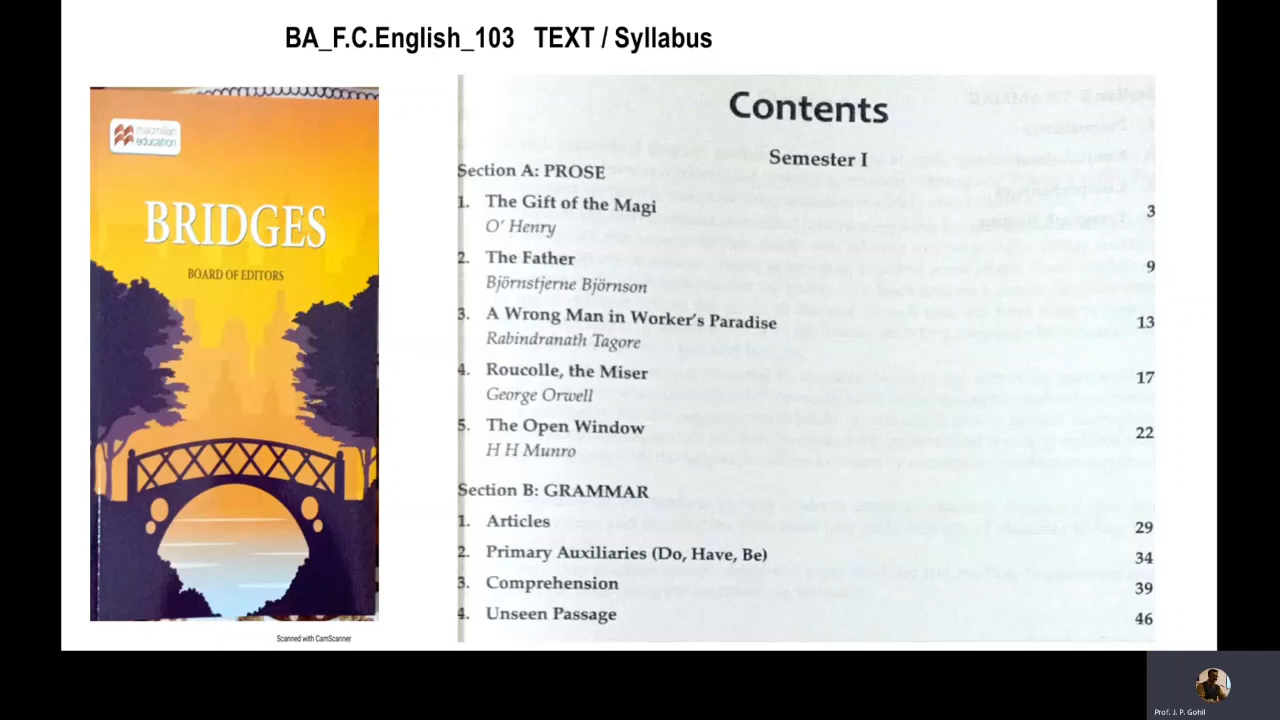 BA_F.C.English_103 TEXT / Syllabus
macmillan
education
BRIDGES
BOARD OF EDITORS
Scanned with CamScanner
Contents
Semester I
Section A: PROSE
1. The Gift of the Magi 3
O' Henry
2. The Father 9
Björnstjerne Björnson
3. A Wrong Man in Worker's Paradise 13
Rabindranath Tagore
4. Roucolle, the Miser 17
George Orwell
5. The Open Window 22
H H Munro
Section B: GRAMMAR
1. Articles 29
2. Primary Auxiliaries (Do, Have, Be) 34
3. Comprehension 39
4. Unseen Passage 46
Prof. J. P. Gohil